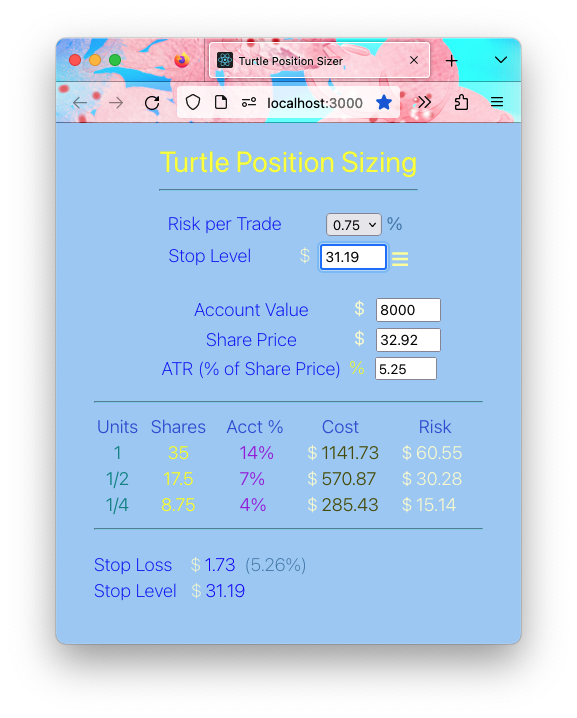 Turtle Position Sizer
localhost:3000
Turtle Position Sizing
Risk per Trade 0.75 %
Stop Level $ 31.19
Account Value $ 8000
Share Price $ 32.92
ATR (% of Share Price) % 5.25
Units Shares Acct % Cost Risk
1 35 14% $ 1141.73 $ 60.55
1/2 17.5 7% $ 570.87 $ 30.28
1/4 8.75 4% $ 285.43 $ 15.14
Stop Loss $ 1.73 (5.26%)
Stop Level $ 31.19